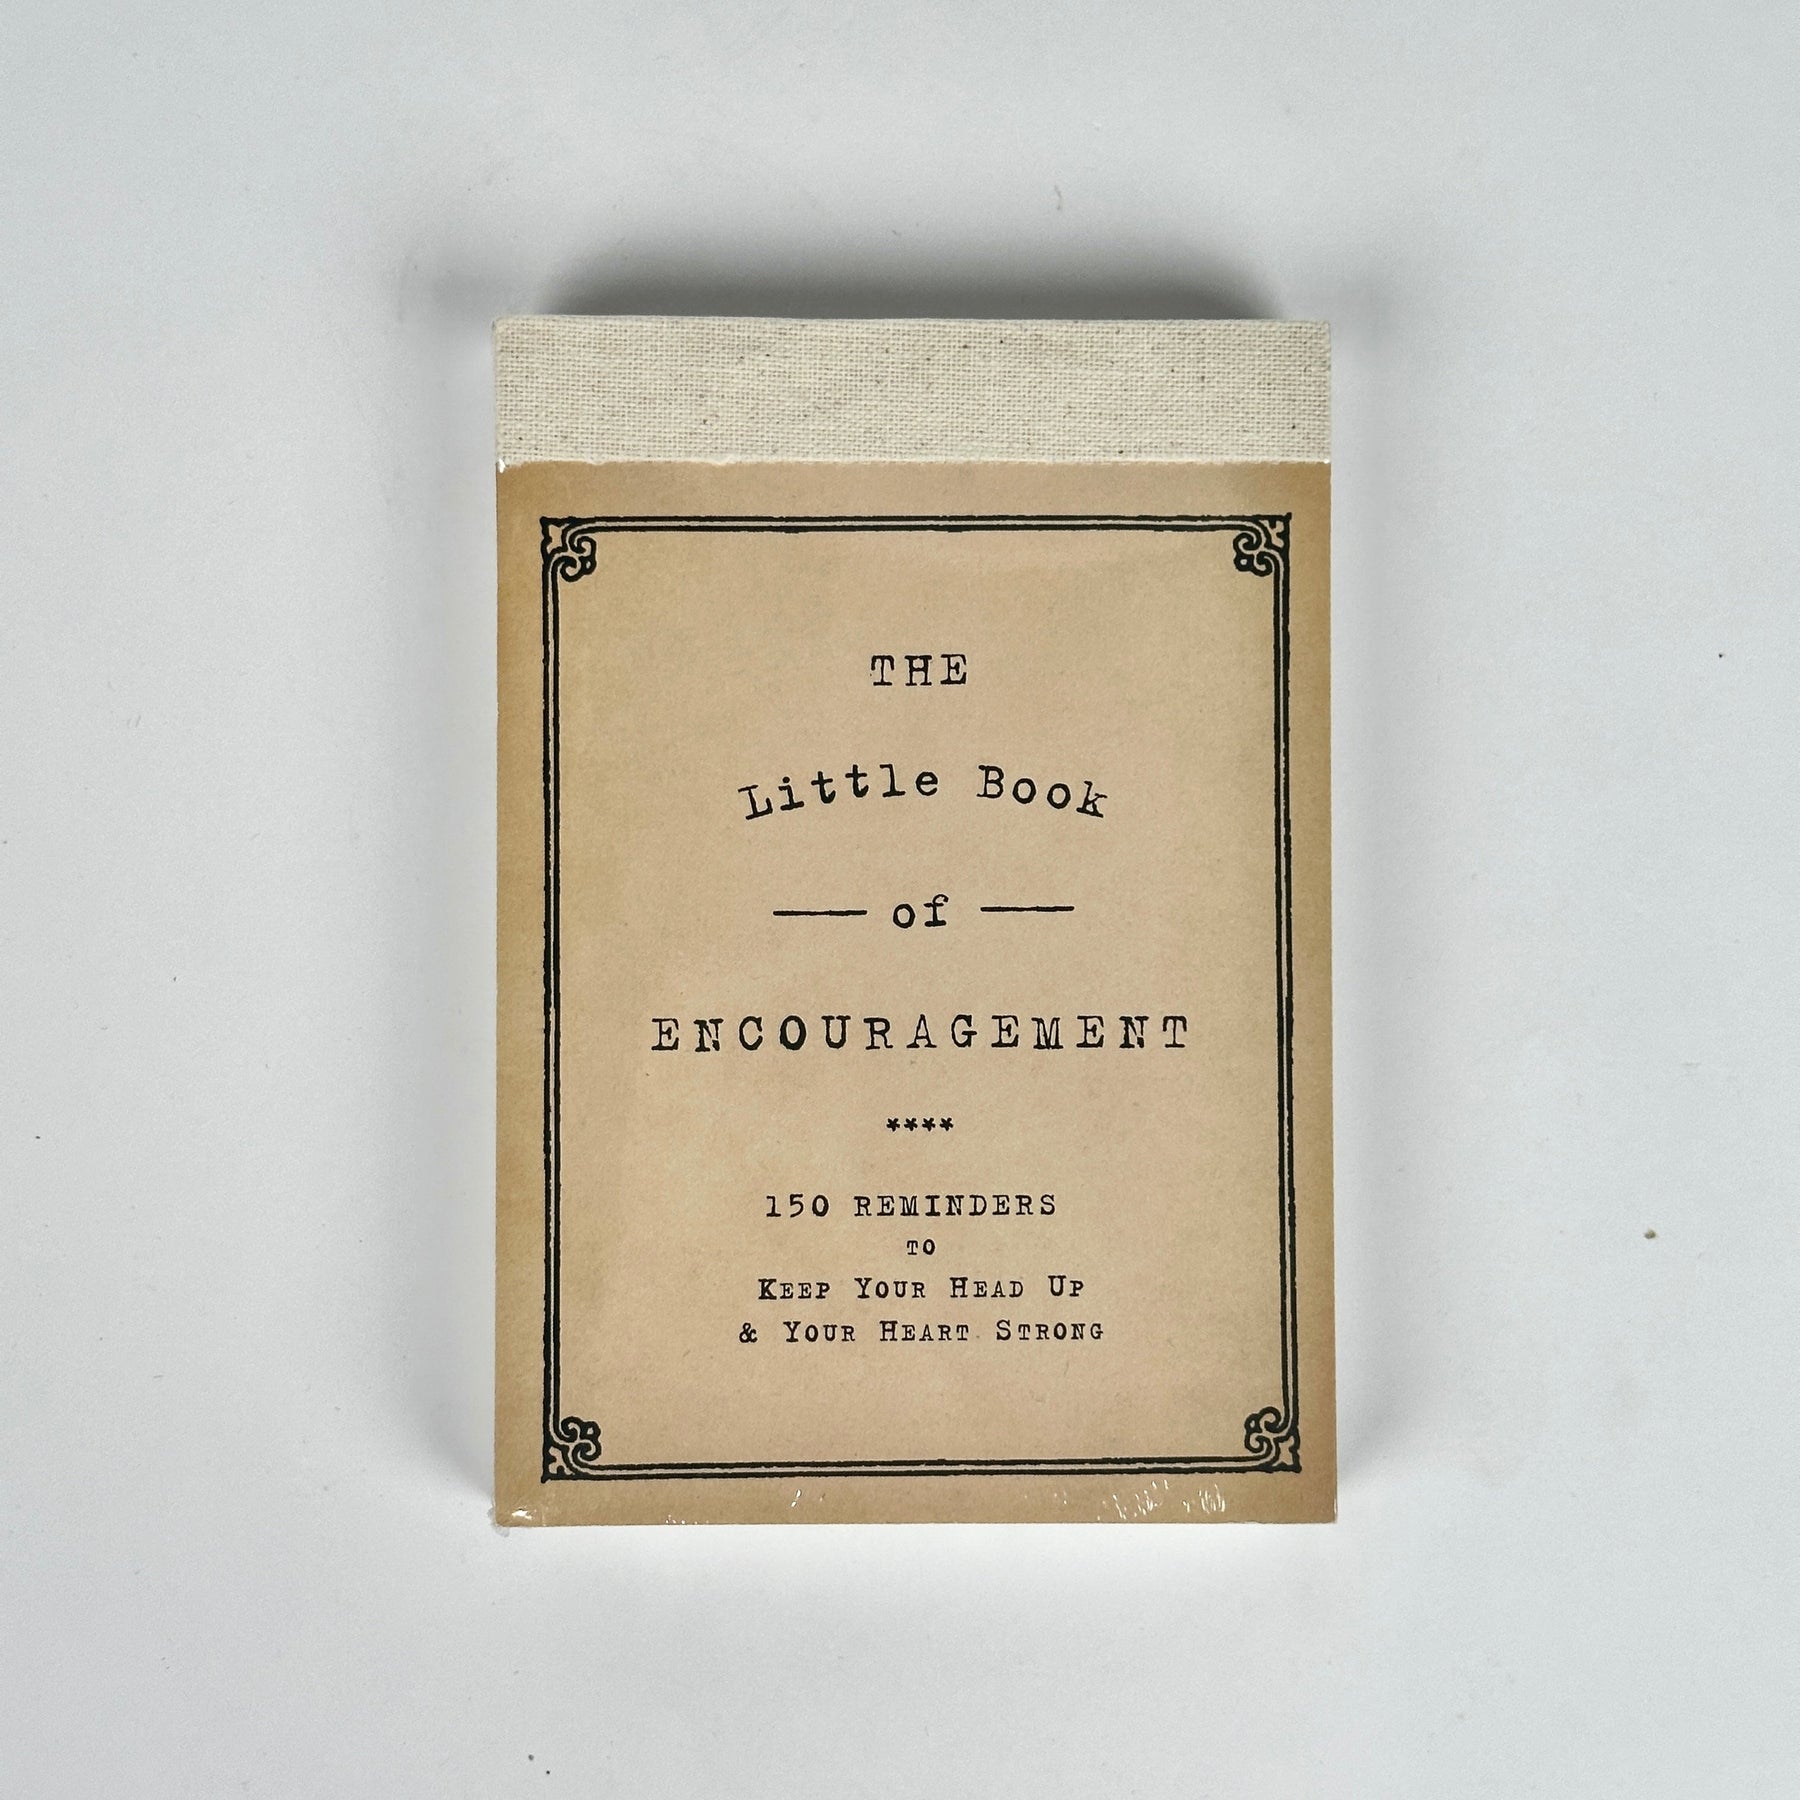 THE
Little Book
of
ENCOURAGEMENT
****
150 REMINDERS
TO
KEEP YOUR HEAD UP
& YOUR HEART STRONG